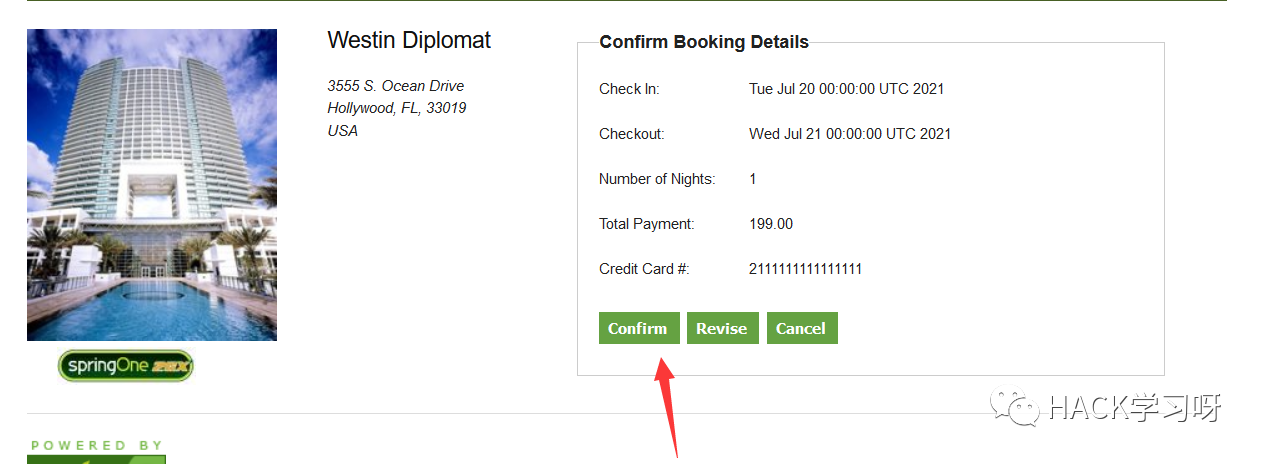 Westin Diplomat
3555 S. Ocean Drive
Hollywood, FL, 33019
USA
Confirm Booking Details
Check In: Tue Jul 20 00:00:00 UTC 2021
Checkout: Wed Jul 21 00:00:00 UTC 2021
Number of Nights: 1
Total Payment: 199.00
Credit Card #: 2111111111111111
Confirm Revise Cancel
springOne 2GX
HACK学习呀
POWERED BY